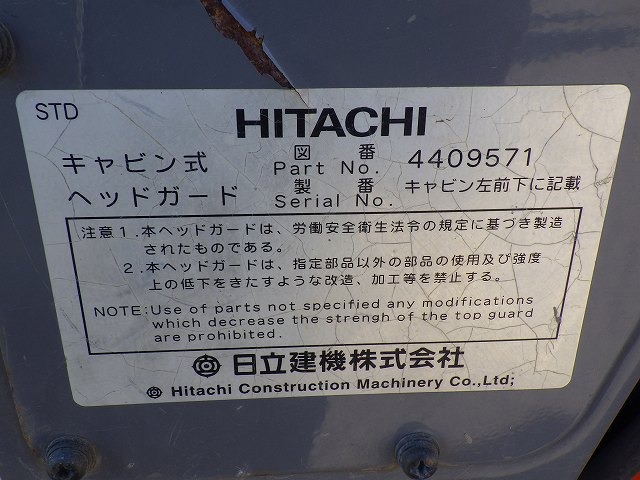 STD
HITACHI
キャビン式 図番 Part No. 4409571
ヘッドガード 製番 Serial No. キャビン左前下に記載
注意1.本ヘッドガードは、労働安全衛生法令の規定に基づき製造
されたものである。
2.本ヘッドガードは、指定部品以外の部品の使用及び強度
上の低下をきたすような改造、加工等を禁止する。
NOTE:Use of parts not specified any modifications
which decrease the strengh of the top guard
are prohibited.
日立建機株式会社
Hitachi Construction Machinery Co.,Ltd;